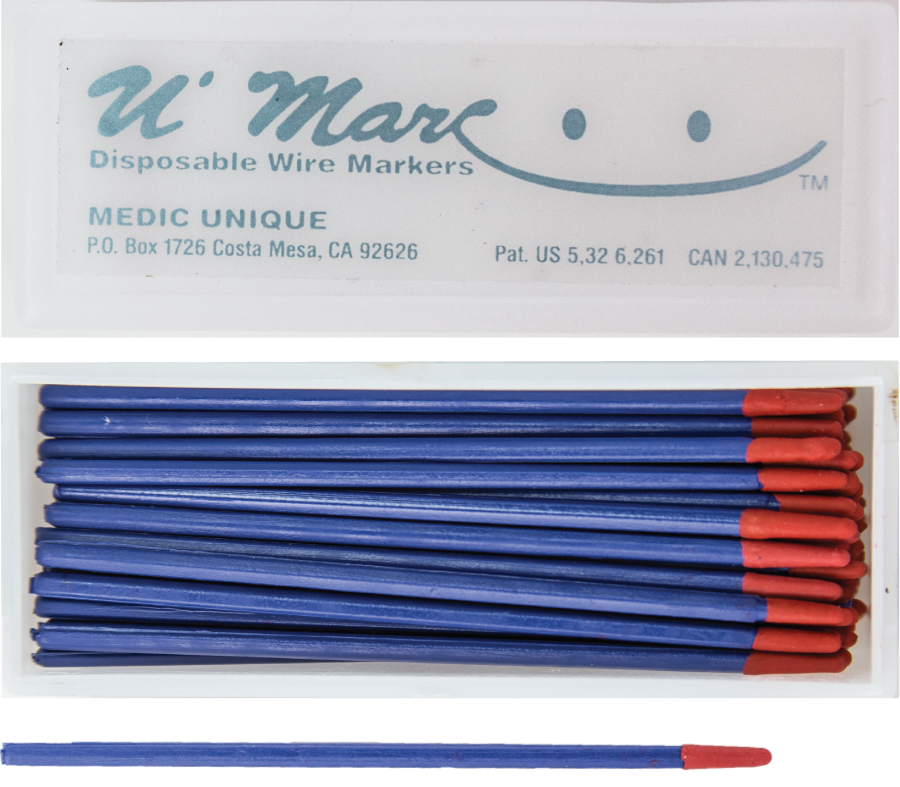 U' Marc
Disposable Wire Markers
TM
MEDIC UNIQUE
P.O. Box 1726 Costa Mesa, CA 92626
Pat. US 5,32 6,261 CAN 2,130,475